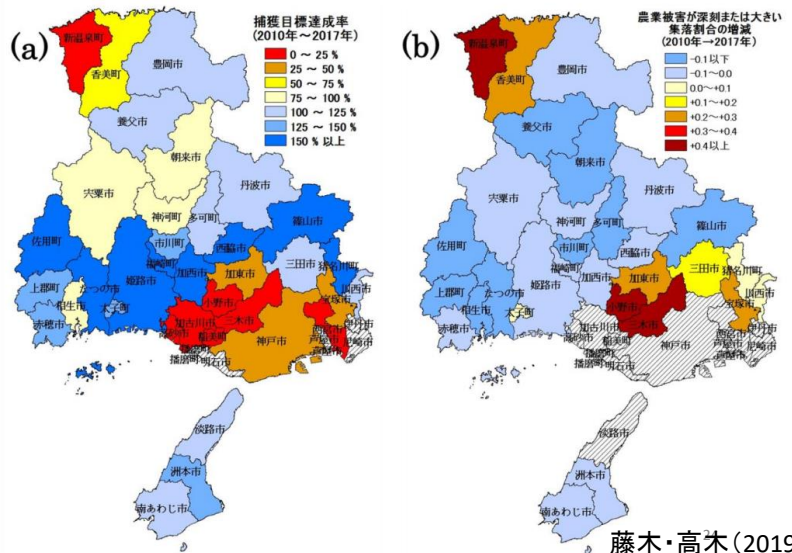 (a)
捕獲目標達成率
(2010年～2017年)
0 ～ 25 %
25 ～ 50 %
50 ～ 75 %
75 ～ 100 %
100 ～ 125 %
125 ～ 150 %
150 % 以上
新温泉町
香美町
豊岡市
養父市
朝来市
宍粟市
丹波市
神河町
多可町
篠山市
佐用町
市川町
西脇市
福崎町
加西市
加東市
三田市
猪名川町
上郡町
たつの市
姫路市
川西市
相生市
太子町
小野市
宝塚市
赤穂市
加古川市
三木市
高砂市
稲美町
神戸市
西宮市
伊丹市
芦屋市
尼崎市
播磨町
明石市
淡路市
洲本市
南あわじ市
(b)
農業被害が深刻または大きい
集落割合の増減
(2010年→2017年)
−0.1以下
−0.1～0.0
0.0～+0.1
+0.1～+0.2
+0.2～+0.3
+0.3～+0.4
+0.4以上
新温泉町
香美町
豊岡市
養父市
朝来市
宍粟市
丹波市
神河町
多可町
篠山市
佐用町
市川町
西脇市
福崎町
加西市
加東市
三田市
猪名川町
上郡町
たつの市
姫路市
川西市
相生市
太子町
小野市
宝塚市
赤穂市
加古川市
三木市
高砂市
稲美町
神戸市
伊丹市
芦屋市
尼崎市
播磨町
明石市
淡路市
洲本市
南あわじ市
藤木・高木(2019